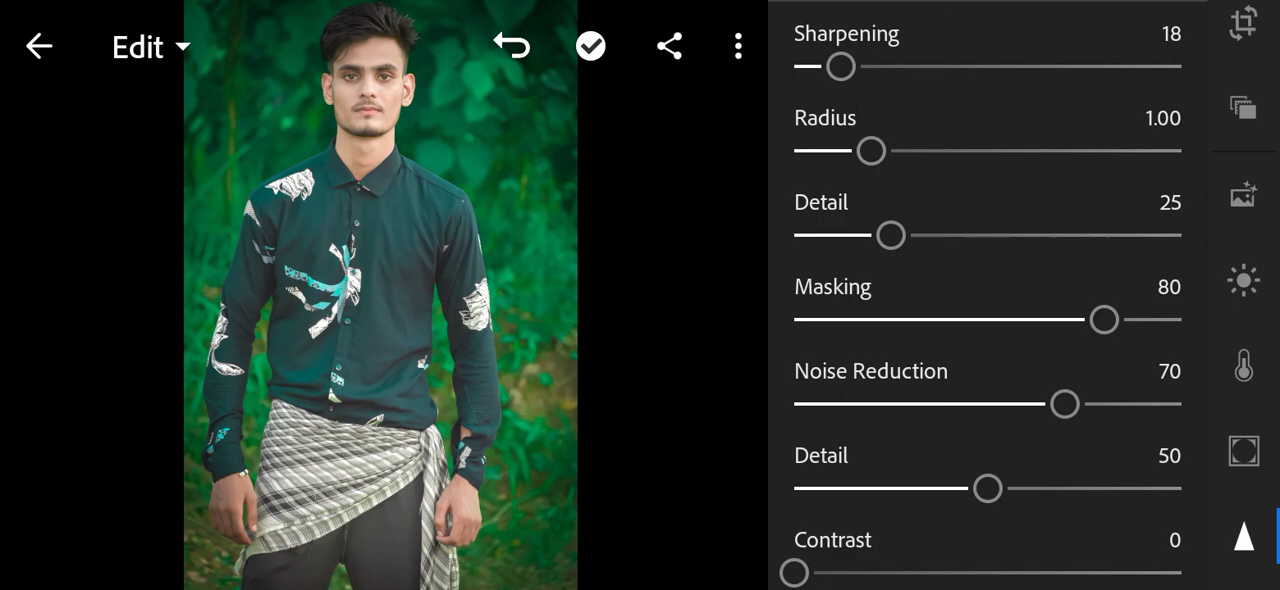 Edit
Sharpening 18
Radius 1.00
Detail 25
Masking 80
Noise Reduction 70
Detail 50
Contrast 0